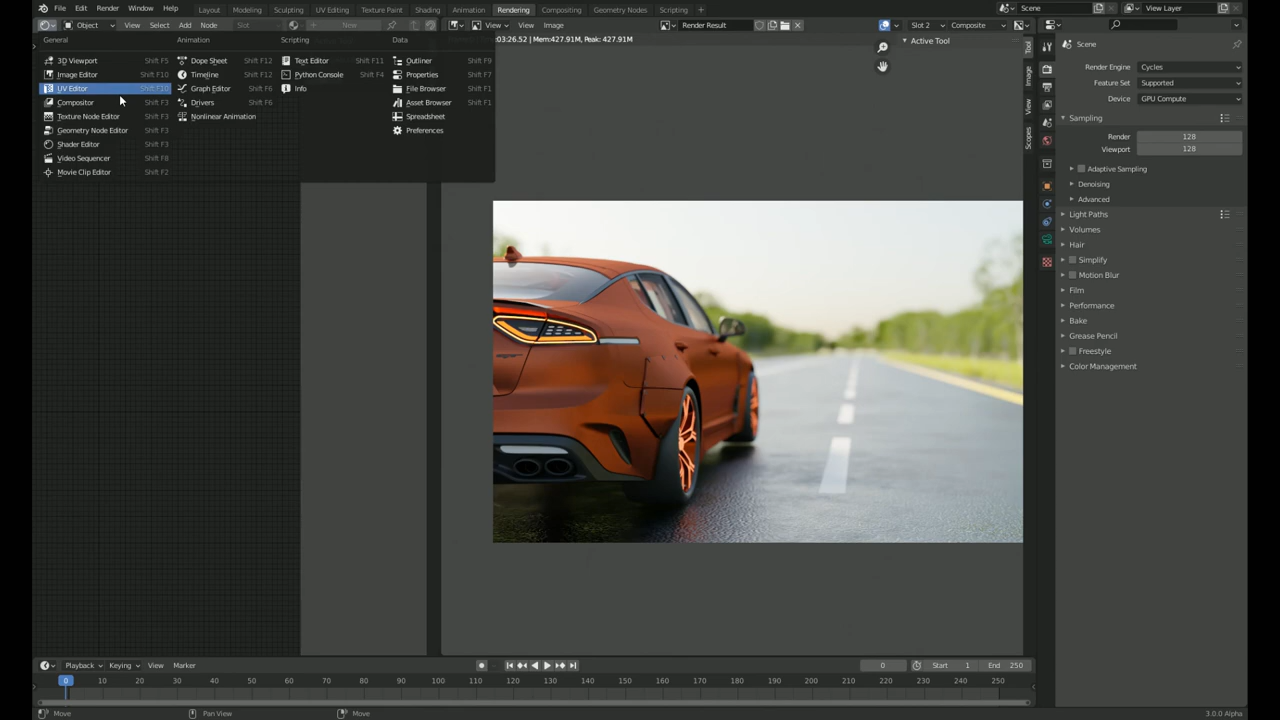 File Edit Render Window Help Layout Modeling Sculpting UV Editing Texture Paint Shading Animation Rendering Compositing Geometry Nodes Scripting + Scene View Layer
Object View Select Add Node Slot New View View Image Render Result Slot 2 Composite
:03:26.52 | Mem:427.91M, Peak: 427.91M
General Animation Scripting Data
3D Viewport Shift F5 Dope Sheet Shift F12 Text Editor Shift F11 Outliner Shift F9
Image Editor Shift F10 Timeline Shift F12 Python Console Shift F4 Properties Shift F7
UV Editor Shift F10 Graph Editor Shift F6 Info File Browser Shift F1
Compositor Shift F3 Drivers Shift F6 Asset Browser Shift F1
Texture Node Editor Shift F3 Nonlinear Animation Spreadsheet
Geometry Node Editor Shift F3 Preferences
Shader Editor Shift F3
Video Sequencer Shift F8
Movie Clip Editor Shift F2
Active Tool
Tool
Image
View
Scopes
Scene
Render Engine Cycles
Feature Set Supported
Device GPU Compute
Sampling
Render 128
Viewport 128
Adaptive Sampling
Denoising
Advanced
Light Paths
Volumes
Hair
Simplify
Motion Blur
Film
Performance
Bake
Grease Pencil
Freestyle
Color Management
Playback Keying View Marker 0 Start 1 End 250
0 10 20 30 40 50 60 70 80 90 100 110 120 130 140 150 160 170 180 190 200 210 220 230 240 250
Move Pan View Move 3.0.0 Alpha